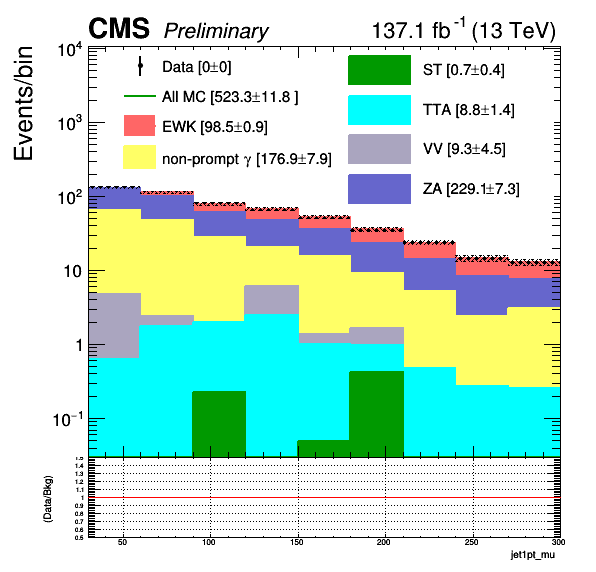 CMS Preliminary 137.1 fb⁻¹ (13 TeV)
Events/bin
10⁴
10³
10²
10
1
10⁻¹
Data [0±0]
All MC [523.3±11.8 ]
EWK [98.5±0.9]
non-prompt γ [176.9±7.9]
ST [0.7±0.4]
TTA [8.8±1.4]
VV [9.3±4.5]
ZA [229.1±7.3]
(Data/Bkg)
1.5
1.4
1.3
1.2
1.1
1
0.9
0.8
0.7
0.6
0.5
50 100 150 200 250 300
jet1pt_mu